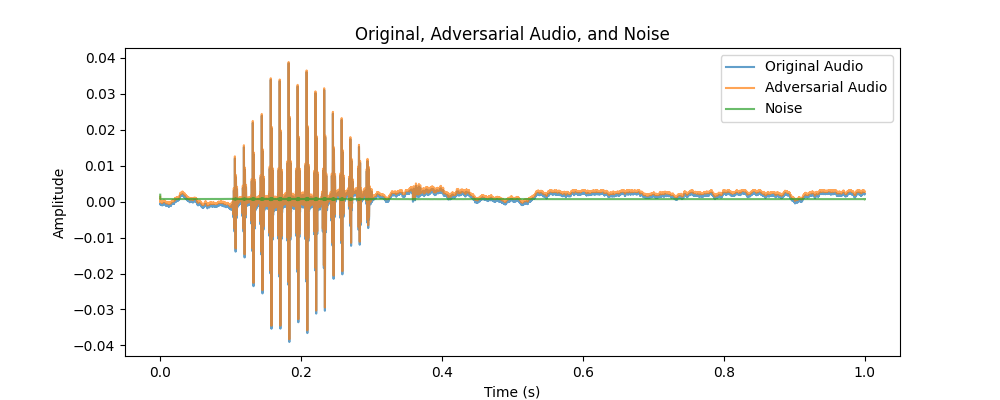 Original, Adversarial Audio, and Noise
Original Audio
Adversarial Audio
Noise
Amplitude
0.04
0.03
0.02
0.01
0.00
−0.01
−0.02
−0.03
−0.04
0.0 0.2 0.4 0.6 0.8 1.0
Time (s)